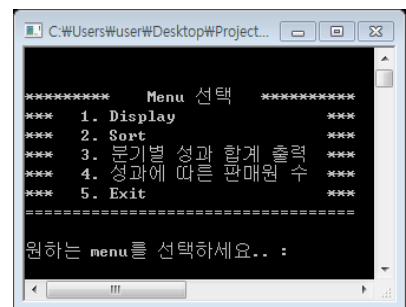 C:₩Users₩user₩Desktop₩Project...
********* Menu 선택 **********
*** 1. Display ***
*** 2. Sort ***
*** 3. 분기별 성과 합계 출력 ***
*** 4. 성과에 따른 판매원 수 ***
*** 5. Exit ***
===================================
원하는 menu를 선택하세요.. :